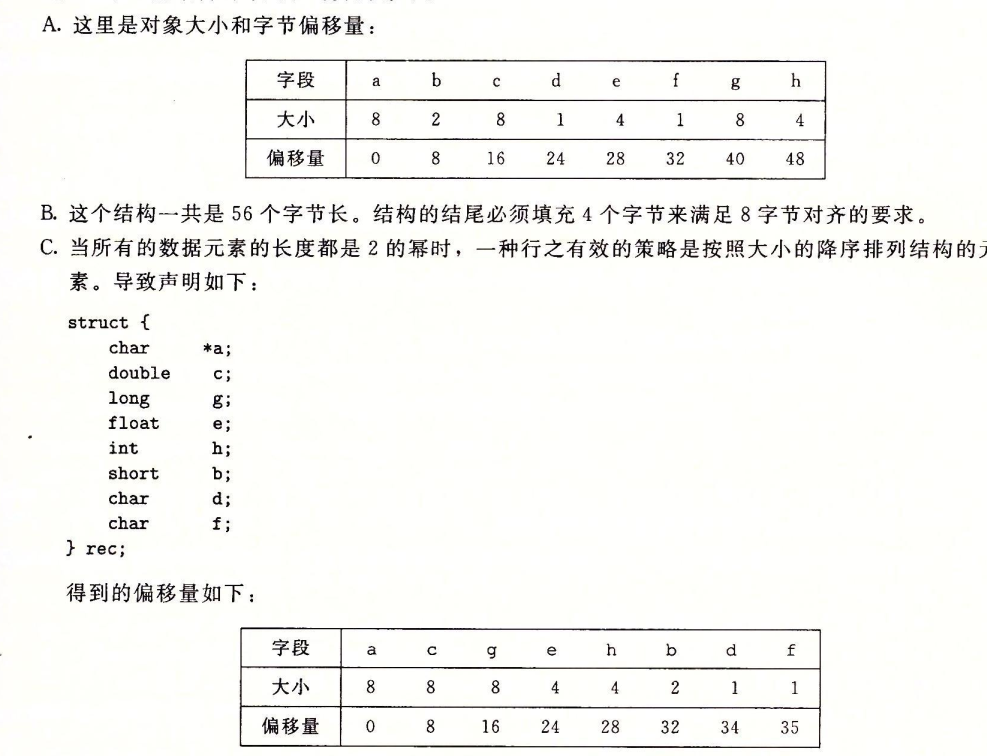 A. 这里是对象大小和字节偏移量：
字段 a b c d e f g h
大小 8 2 8 1 4 1 8 4
偏移量 0 8 16 24 28 32 40 48
B. 这个结构一共是 56 个字节长。结构的结尾必须填充 4 个字节来满足 8 字节对齐的要求。
C. 当所有的数据元素的长度都是 2 的幂时，一种行之有效的策略是按照大小的降序排列结构的
素。导致声明如下：
struct {
char *a;
double c;
long g;
float e;
int h;
short b;
char d;
char f;
} rec;
得到的偏移量如下：
字段 a c g e h b d f
大小 8 8 8 4 4 2 1 1
偏移量 0 8 16 24 28 32 34 35